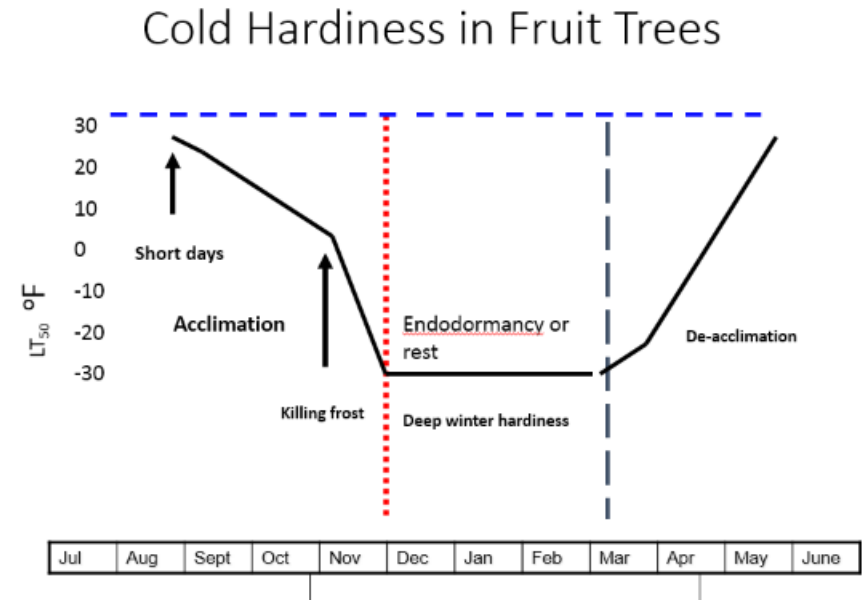 Cold Hardiness in Fruit Trees
30
20
10
0
-10
-20
-30
LT50 ºF
Short days
Acclimation
Killing frost
Endodormancy or
rest
Deep winter hardiness
De-acclimation
Jul Aug Sept Oct Nov Dec Jan Feb Mar Apr May June